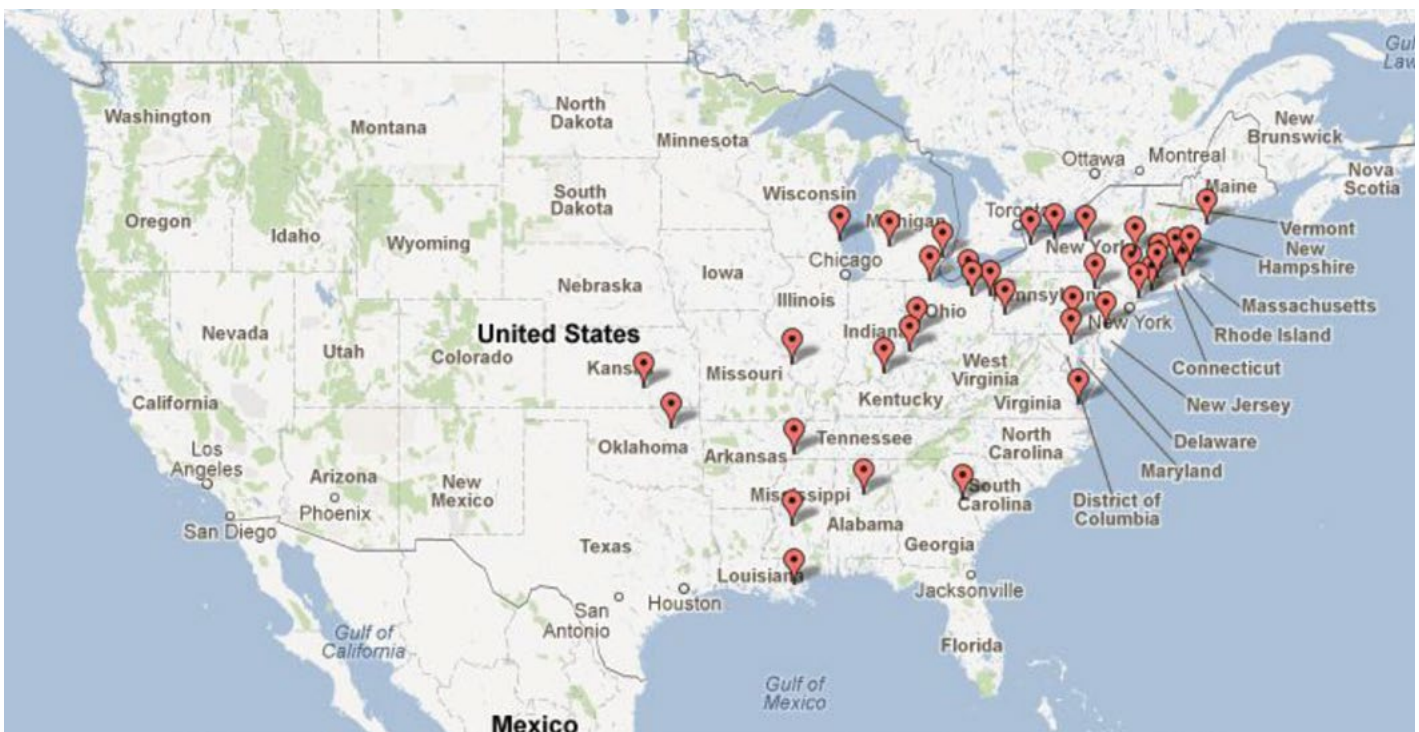 Gulf
Washington
North
Dakota
Montana
Minnesota
New
Brunswick
Ottawa
Montreal
Nova
Scotia
Wisconsin
South
Dakota
Maine
Oregon
Idaho
Wyoming
Michigan
Toronto
Vermont
New York
New
Hampshire
Chicago
Iowa
Nebraska
Illinois
Pennsylvania
Massachusetts
Ohio
Nevada
United States
Indiana
New York
Rhode Island
Utah
Colorado
Kansas
Missouri
West
Virginia
Connecticut
California
Kentucky
Virginia
New Jersey
Los
Angeles
Oklahoma
Tennessee
North
Carolina
Delaware
Arkansas
Maryland
Arizona
New
Mexico
Mississippi
South
Carolina
District of
Columbia
Phoenix
San Diego
Alabama
Texas
Georgia
Louisiana
Jacksonville
San
Antonio
Houston
Gulf of
California
Florida
Gulf of
Mexico
Mexico